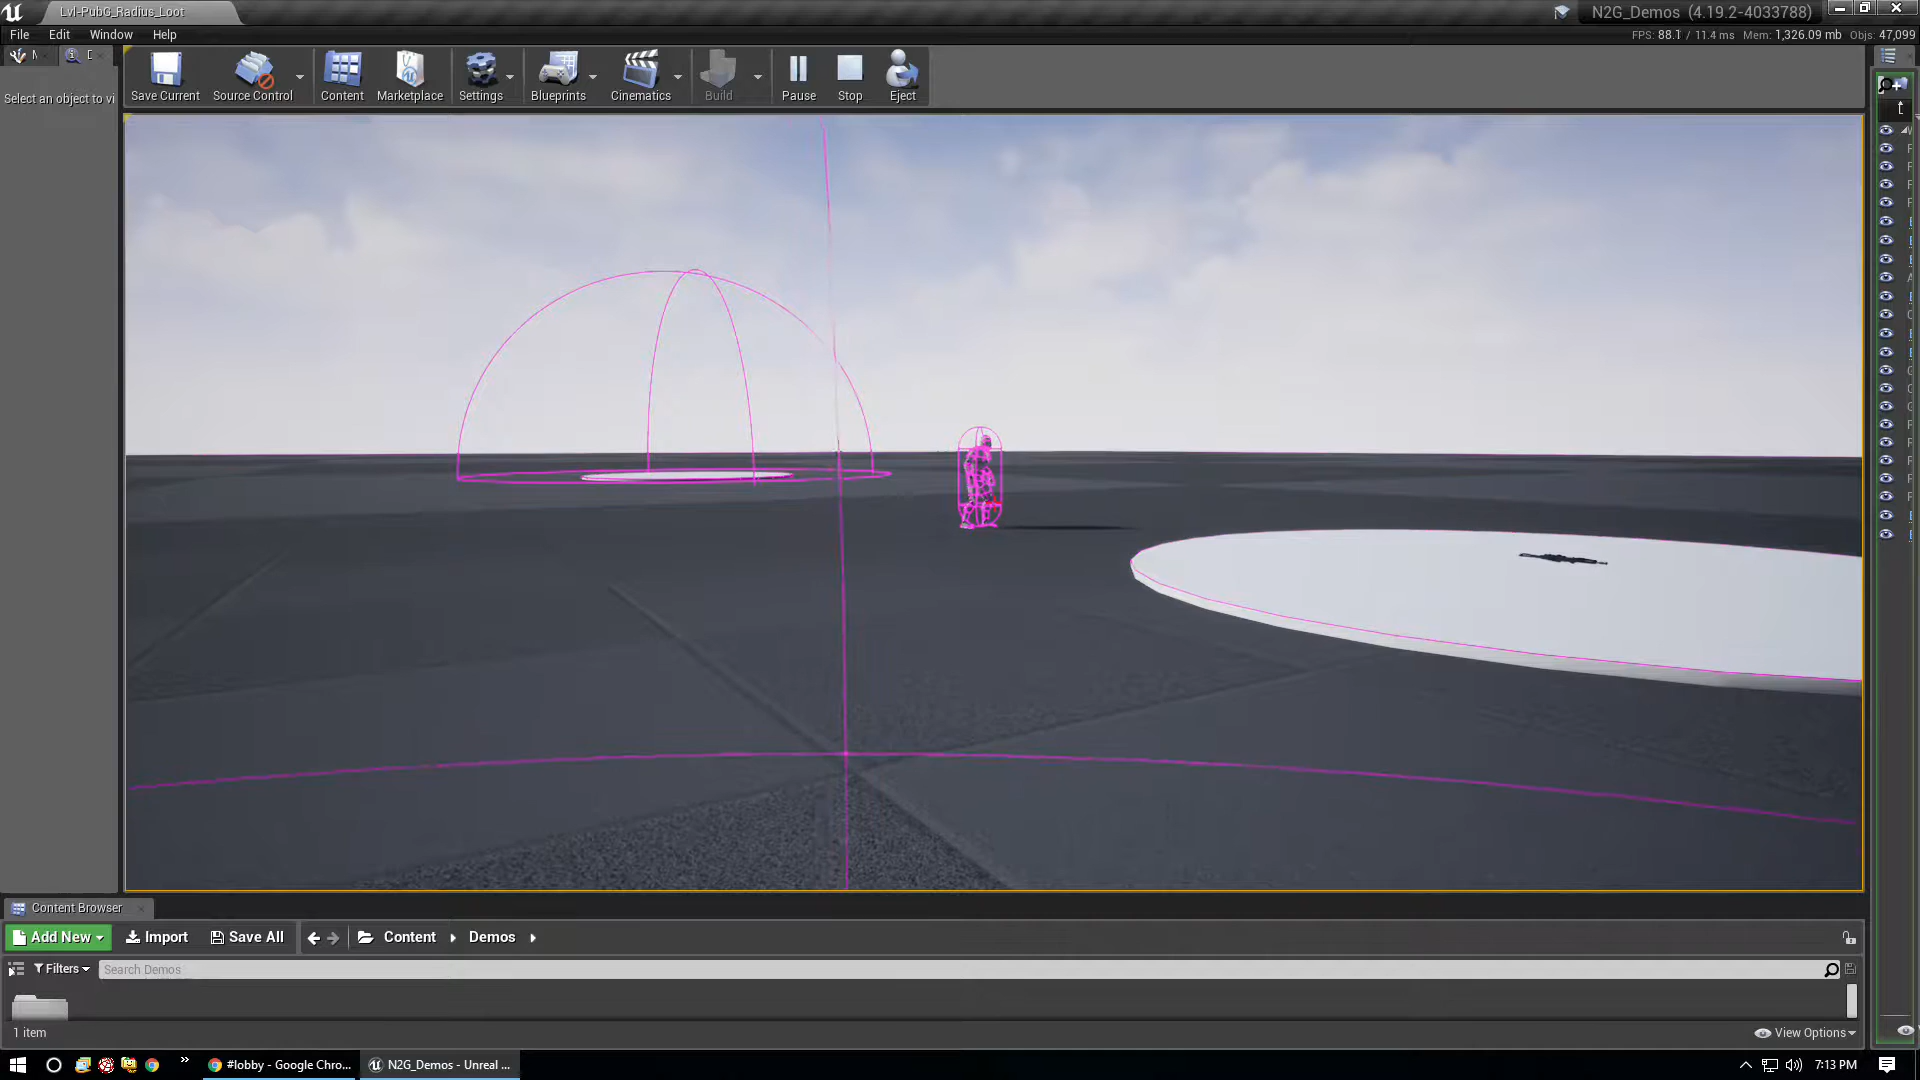 Lvl-PubG_Radius_Loot
N2G_Demos (4.19.2-4033788)
File Edit Window Help
FPS: 88.1 / 11.4 ms Mem: 1,326.09 mb Objs: 47,099
Select an object to vi
Save Current Source Control Content Marketplace Settings Blueprints Cinematics Build Pause Stop Eject
Content Browser
Add New Import Save All Content Demos
Filters Search Demos
1 item
View Options
#lobby - Google Chro...
N2G_Demos - Unreal ...
7:13 PM